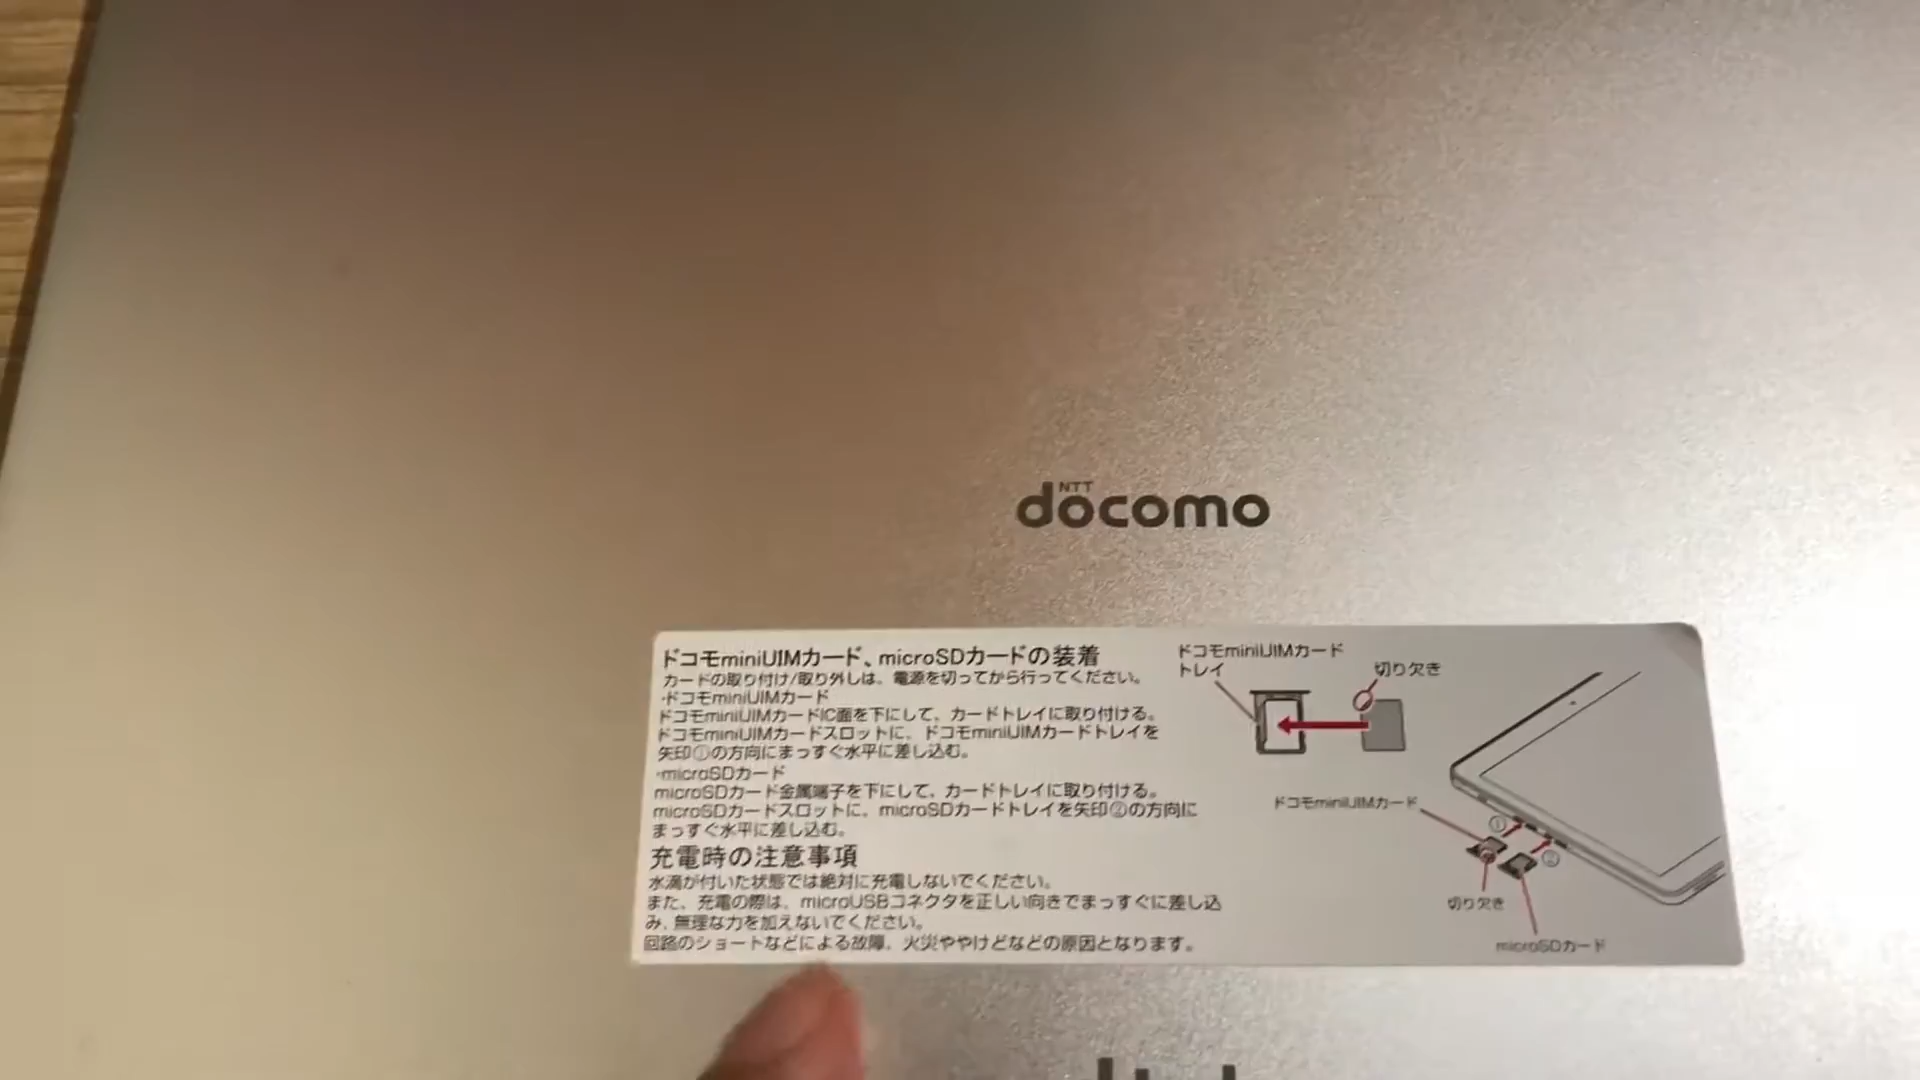 NTT
docomo
ドコモminiUIMカード、microSDカードの装着
カードの取り付け/取り外しは、電源を切ってから行ってください。
・ドコモminiUIMカード
ドコモminiUIMカードIC面を下にして、カードトレイに取り付ける。
ドコモminiUIMカードスロットに、ドコモminiUIMカードトレイを
矢印①の方向にまっすぐ水平に差し込む。
・microSDカード
microSDカード金属端子を下にして、カードトレイに取り付ける。
microSDカードスロットに、microSDカードトレイを矢印②の方向に
まっすぐ水平に差し込む。
充電時の注意事項
水滴が付いた状態では絶対に充電しないでください。
また、充電の際は、microUSBコネクタを正しい向きでまっすぐに差し込
み、無理な力を加えないでください。
回路のショートなどによる故障、火災ややけどなどの原因となります。
ドコモminiUIMカード
トレイ
切り欠き
ドコモminiUIMカード
①
②
切り欠き
microSDカード